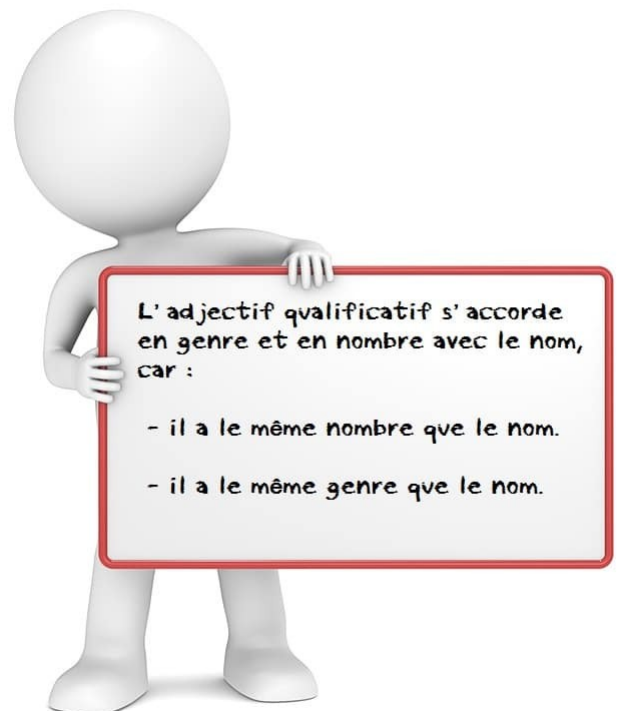 L'adjectif qualificatif s'accorde
en genre et en nombre avec le nom,
car :
- il a le même nombre que le nom.
- il a le même genre que le nom.